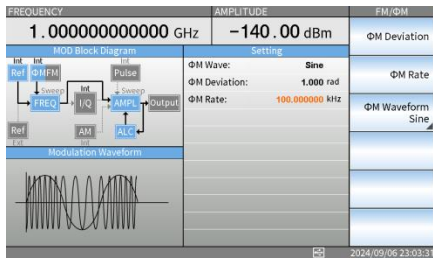 FREQUENCY
AMPLITUDE
FM/ΦM
1.000000000000 GHz
-140.00 dBm
ΦM Deviation
MOD Block Diagram
Setting
Int Int Int
Ref ΦM FM Pulse
ΦM Wave: Sine
ΦM Deviation: 1.000 rad
ΦM Rate: 100.000000 kHz
ΦM Rate
Sweep Int Sweep
FREQ I/Q AMPL Output
ΦM Waveform
Sine
Ref AM ALC
Ext Int
Modulation Waveform
2024/09/06 23:03:31